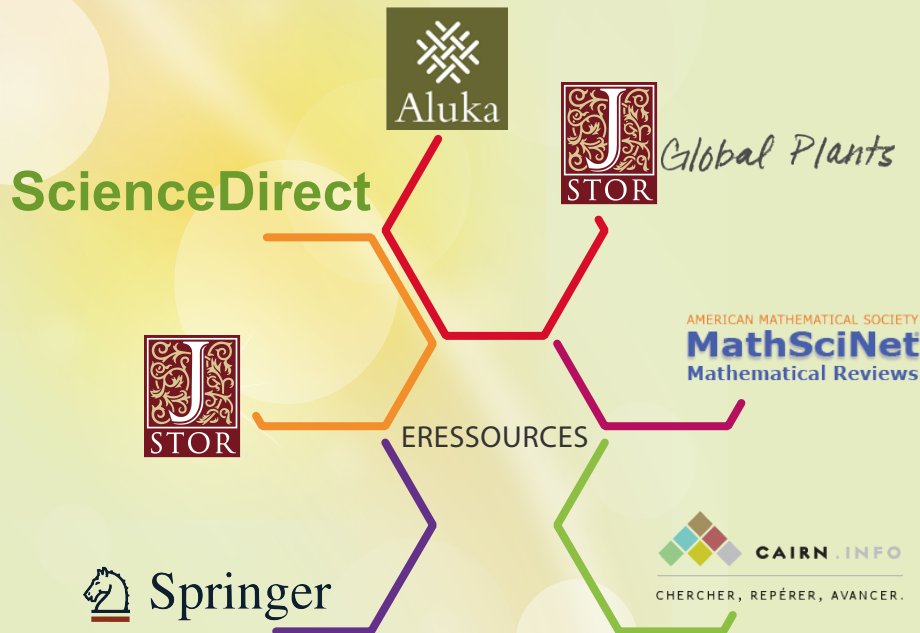 Aluka
J
STOR
Global Plants
ScienceDirect
AMERICAN MATHEMATICAL SOCIETY
MathSciNet
Mathematical Reviews
J
STOR
ERESSOURCES
CAIRN.INFO
CHERCHER, REPÉRER, AVANCER.
Springer